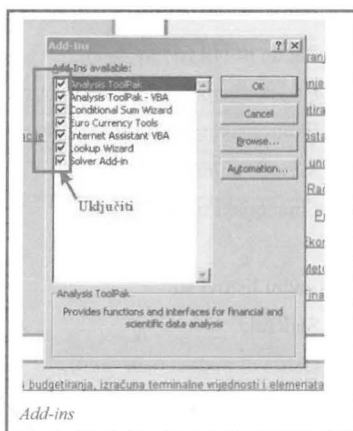 Add-Ins
Add-Ins available:
Analysis ToolPak
Analysis ToolPak - VBA
Conditional Sum Wizard
Euro Currency Tools
Internet Assistant VBA
Lookup Wizard
Solver Add-in
OK
Cancel
Browse...
Automation...
Uključiti
Analysis ToolPak
Provides functions and interfaces for financial and
scientific data analysis
budgetiranja, izračuna terminalne vrijednosti i elemenata
Add-ins